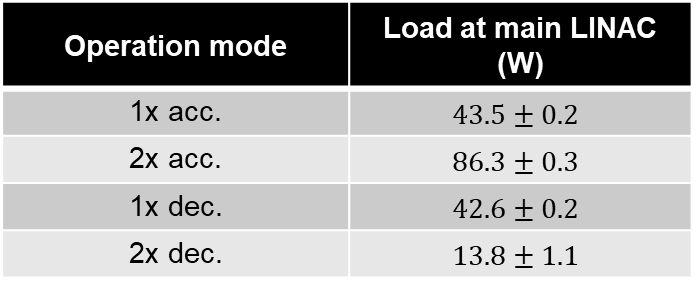 Operation mode
Load at main LINAC
(W)
1x acc.
43.5 ± 0.2
2x acc.
86.3 ± 0.3
1x dec.
42.6 ± 0.2
2x dec.
13.8 ± 1.1